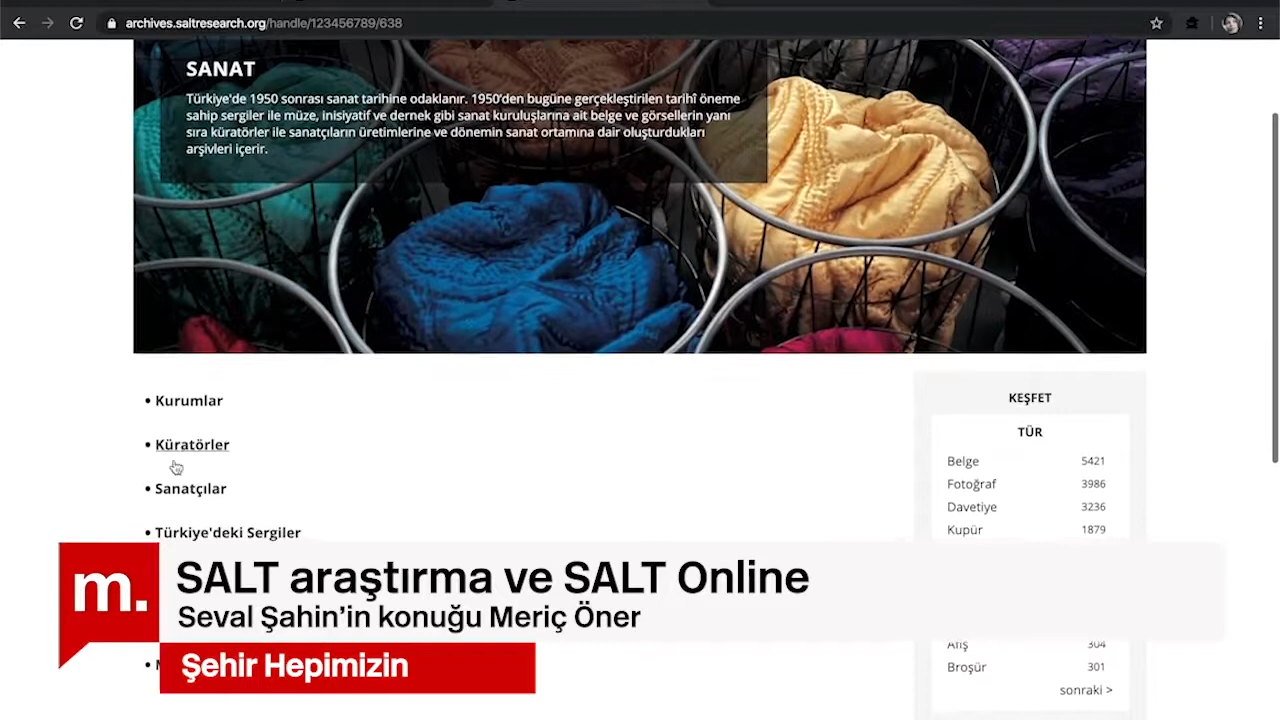 archives.saltresearch.org/handle/123456789/638
SANAT
Türkiye'de 1950 sonrası sanat tarihine odaklanır. 1950'den bugüne gerçekleştirilen tarihî öneme
sahip sergiler ile müze, inisiyatif ve dernek gibi sanat kuruluşlarına ait belge ve görsellerin yanı
sıra küratörler ile sanatçıların üretimlerine ve dönemin sanat ortamına dair oluşturdukları
arşivleri içerir.
• Kurumlar
• Küratörler
• Sanatçılar
• Türkiye'deki Sergiler
KEŞFET
TÜR
Belge 5421
Fotoğraf 3986
Davetiye 3236
Kupür 1879
Afiş 304
Broşür 301
sonraki >
m.
SALT araştırma ve SALT Online
Seval Şahin'in konuğu Meriç Öner
Şehir Hepimizin